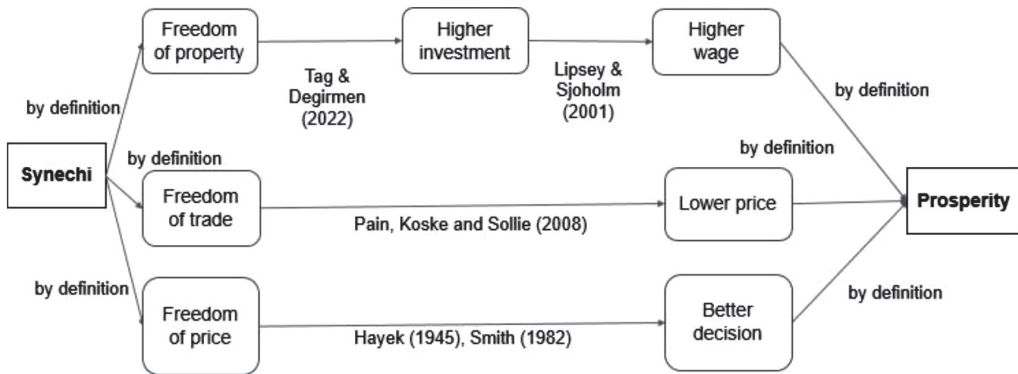 Freedom
of property
Higher
investment
Higher
wage
Tag &
Degirmen
(2022)
Lipsey &
Sjoholm
(2001)
by definition
by definition
by definition
by definition
Synechi
Freedom
of trade
Pain, Koske and Sollie (2008)
Lower price
Prosperity
by definition
by definition
Freedom
of price
Hayek (1945), Smith (1982)
Better
decision